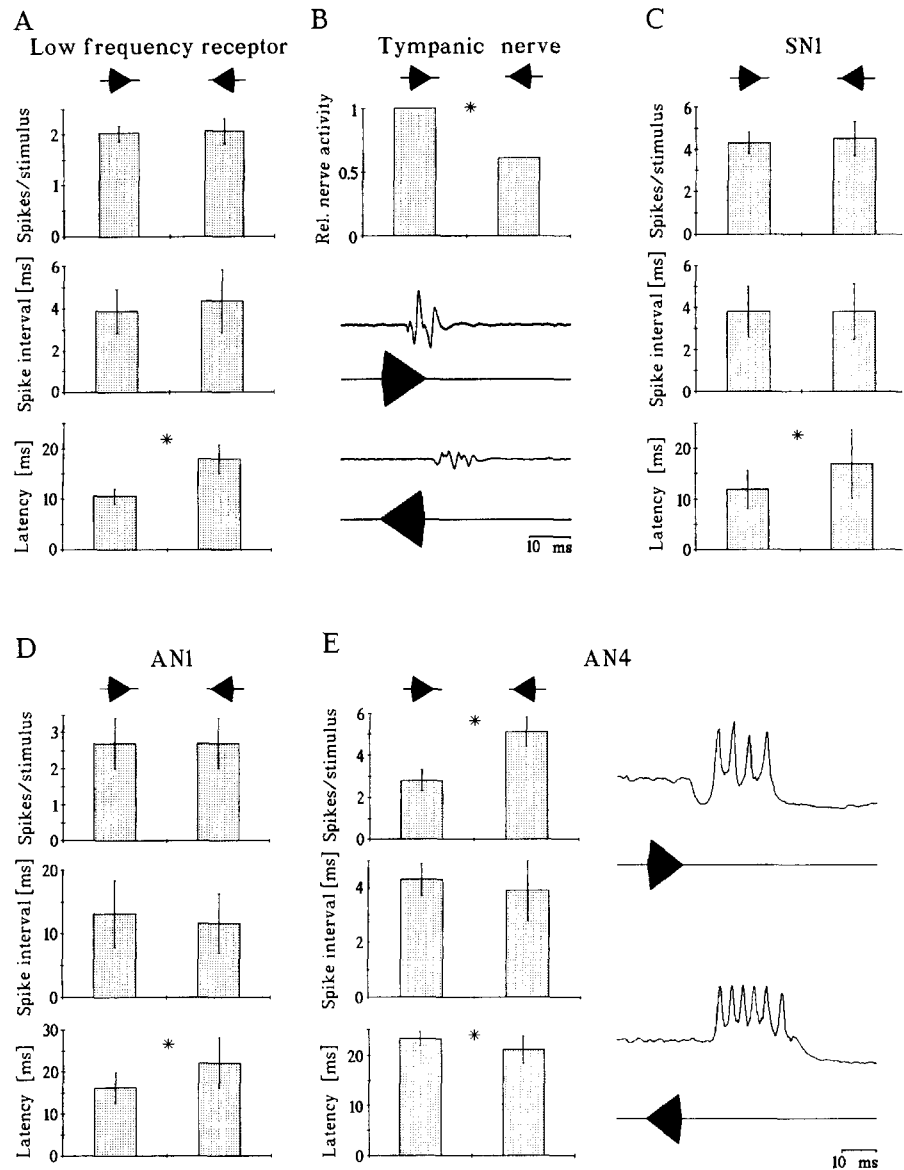 A
Low frequency receptor
Spikes/stimulus
2
1
0
Spike interval [ms]
6
4
2
0
*
Latency [ms]
20
10
0
B
Tympanic nerve
*
Rel. nerve activity
1
0.5
0
10 ms
C
SN1
Spikes/stimulus
6
4
2
0
Spike interval [ms]
6
4
2
0
*
Latency [ms]
20
10
0
D
AN1
Spikes/stimulus
3
2
1
0
Spike interval [ms]
20
10
0
*
Latency [ms]
30
20
10
0
E
AN4
*
Spikes/stimulus
6
4
2
0
Spike interval [ms]
4
2
0
*
Latency [ms]
20
10
0
10 ms